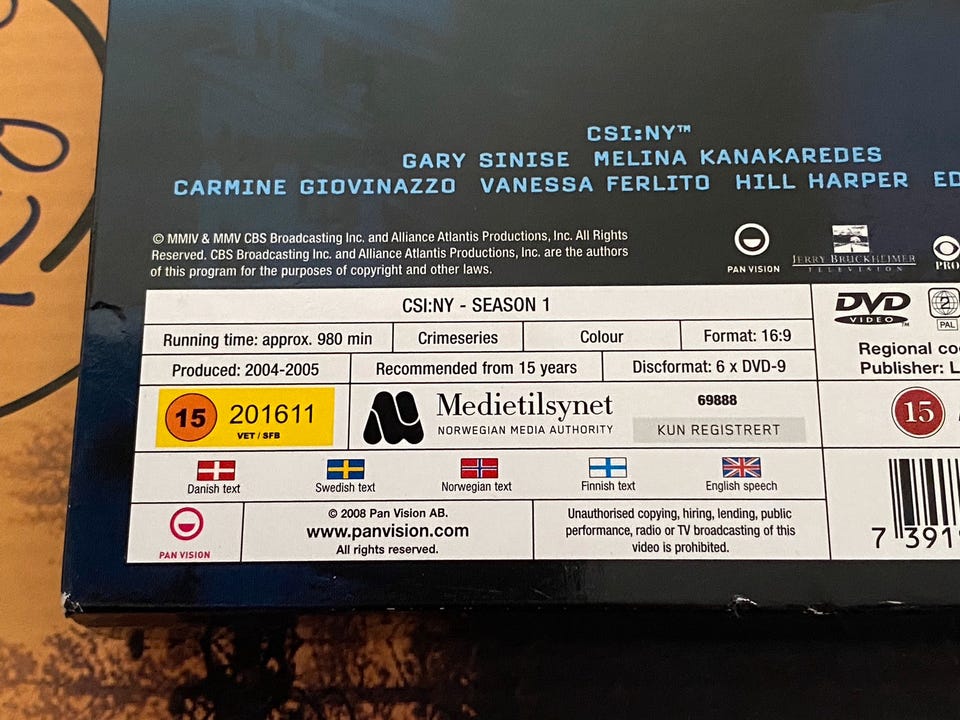 CSI:NY™
GARY SINISE MELINA KANAKAREDES
CARMINE GIOVINAZZO VANESSA FERLITO HILL HARPER ED
© MMIV & MMV CBS Broadcasting Inc. and Alliance Atlantis Productions, Inc. All Rights
Reserved. CBS Broadcasting Inc. and Alliance Atlantis Productions, Inc. are the authors
of this program for the purposes of copyright and other laws.
PAN VISION
JERRY BRUCKHEIMER
TELEVISION
PRO
CSI:NY - SEASON 1
Running time: approx. 980 min
Crimeseries
Colour
Format: 16:9
Produced: 2004-2005
Recommended from 15 years
Discformat: 6 x DVD-9
DVD
VIDEO™
2
PAL
Regional co
Publisher: L
15
201611
VET / SFB
Medietilsynet
NORWEGIAN MEDIA AUTHORITY
69888
KUN REGISTRERT
15
Danish text
Swedish text
Norwegian text
Finnish text
English speech
PAN VISION
© 2008 Pan Vision AB.
www.panvision.com
All rights reserved.
Unauthorised copying, hiring, lending, public
performance, radio or TV broadcasting of this
video is prohibited.
7 391